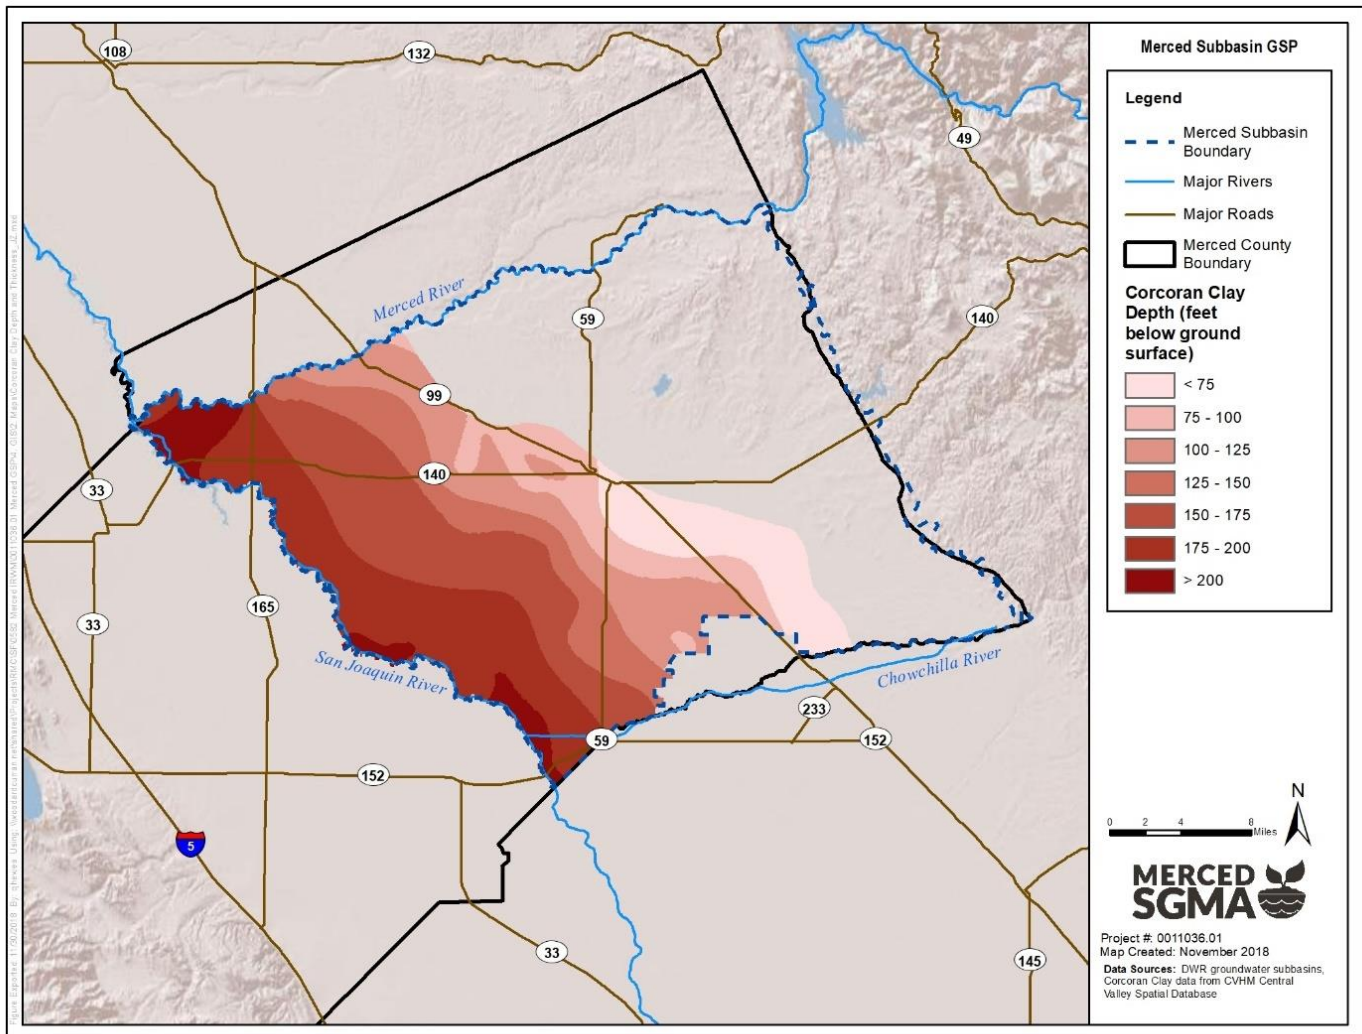 Merced Subbasin GSP
Legend
Merced Subbasin
Boundary
Major Rivers
Major Roads
Merced County
Boundary
Corcoran Clay
Depth (feet
below ground
surface)
< 75
75 - 100
100 - 125
125 - 150
150 - 175
175 - 200
> 200
108
132
49
Merced River
59
140
99
140
33
165
33
San Joaquin River
Chowchilla River
233
59
152
152
5
33
145
N
0 2 4 8
Miles
MERCED
SGMA
Project #: 0011036.01
Map Created: November 2018
Data Sources: DWR groundwater subbasins,
Corcoran Clay data from CVHM Central
Valley Spatial Database